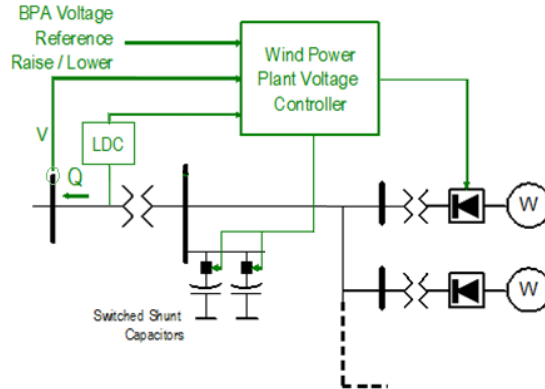 BPA Voltage
Reference
Raise / Lower
Wind Power
Plant Voltage
Controller
V
LDC
Q
W
W
Switched Shunt
Capacitors